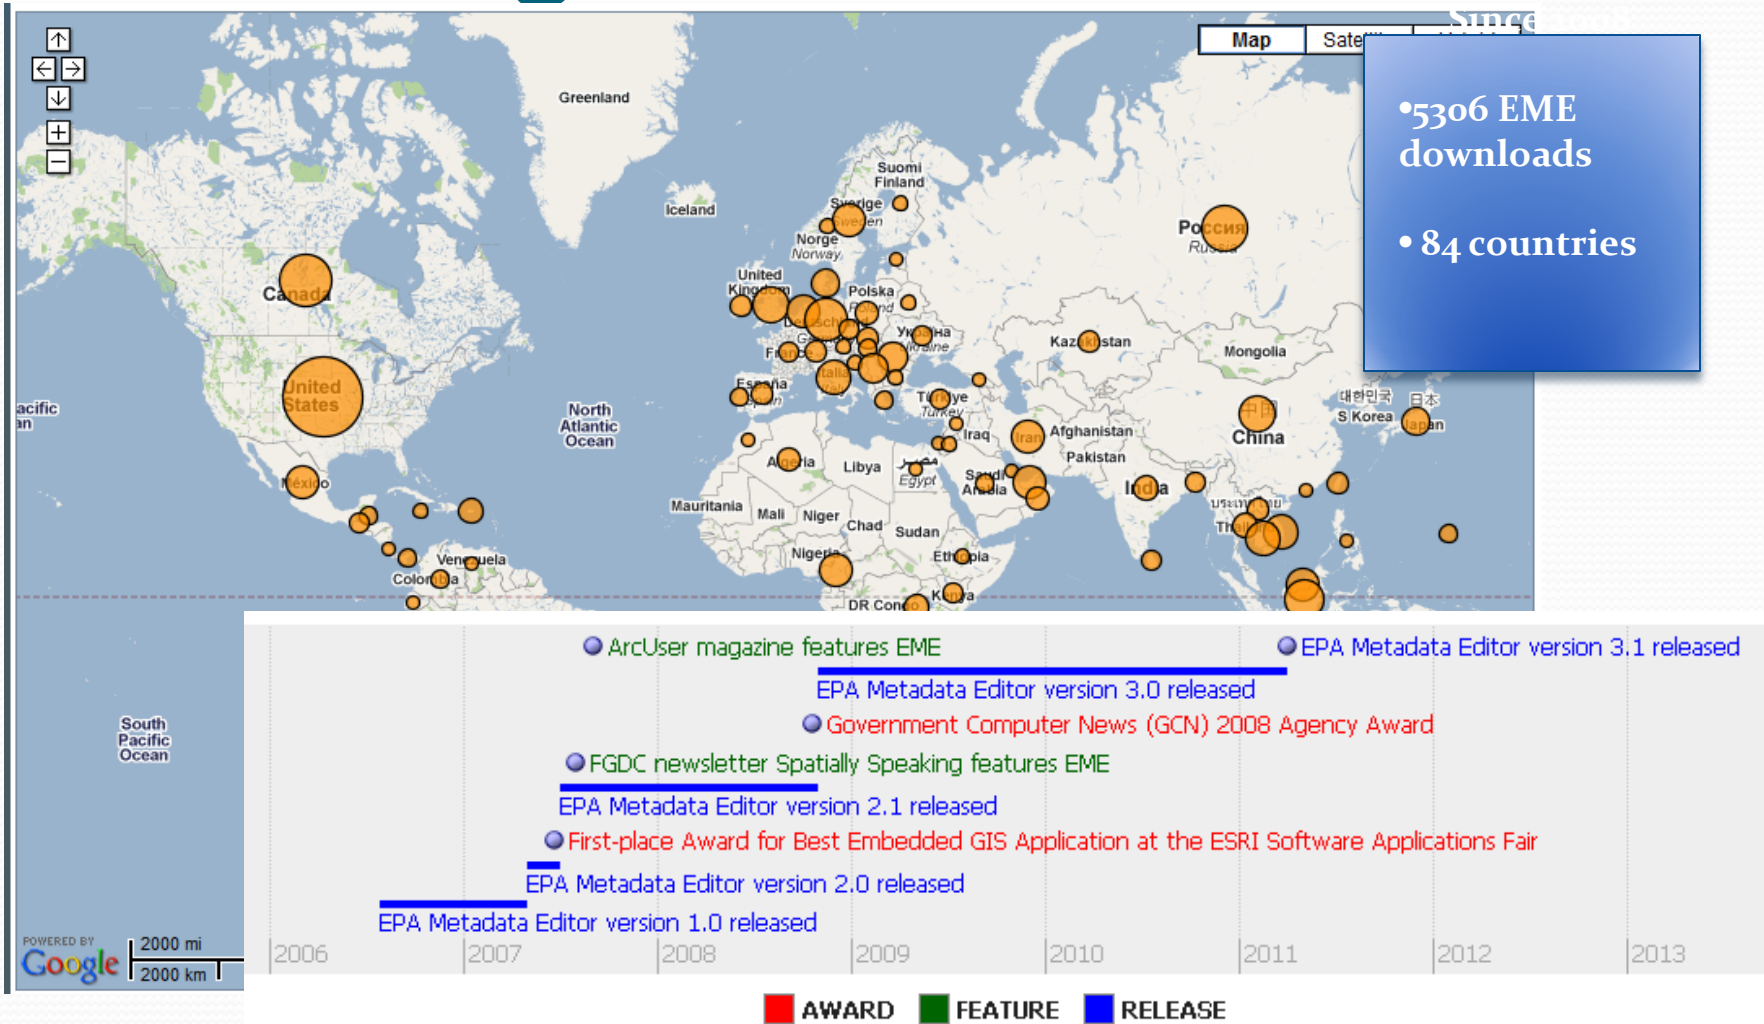 Since
Map
5306 EME
downloads
84 countries
Greenland
Iceland
Suomi
Finland
Sverige
Sweden
Norge
Norway
Россия
Russia
United
Kingdom
Polska
Poland
Deutschland
Україна
Ukraine
France
Italia
España
Türkiye
Turkey
Kazakhstan
Mongolia
대한민국
S Korea
日本
Japan
中国
China
Canada
United
States
acific
an
North
Atlantic
Ocean
México
Algeria
Libya
مصر
Egypt
Iraq
Iran
Afghanistan
Pakistan
Saudi
Arabia
India
Mauritania
Mali
Niger
Chad
Sudan
Nigeria
Ethiopia
Kenya
DR Congo
Venezuela
Colombia
South
Pacific
Ocean
ArcUser magazine features EME
EPA Metadata Editor version 3.1 released
EPA Metadata Editor version 3.0 released
Government Computer News (GCN) 2008 Agency Award
FGDC newsletter Spatially Speaking features EME
EPA Metadata Editor version 2.1 released
First-place Award for Best Embedded GIS Application at the ESRI Software Applications Fair
EPA Metadata Editor version 2.0 released
EPA Metadata Editor version 1.0 released
2006 2007 2008 2009 2010 2011 2012 2013
POWERED BY
Google
2000 mi
2000 km
AWARD FEATURE RELEASE